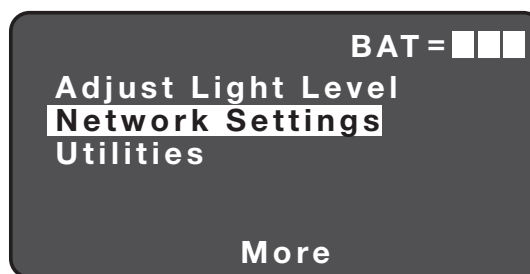 BAT=
Adjust Light Level
Network Settings
Utilities
More